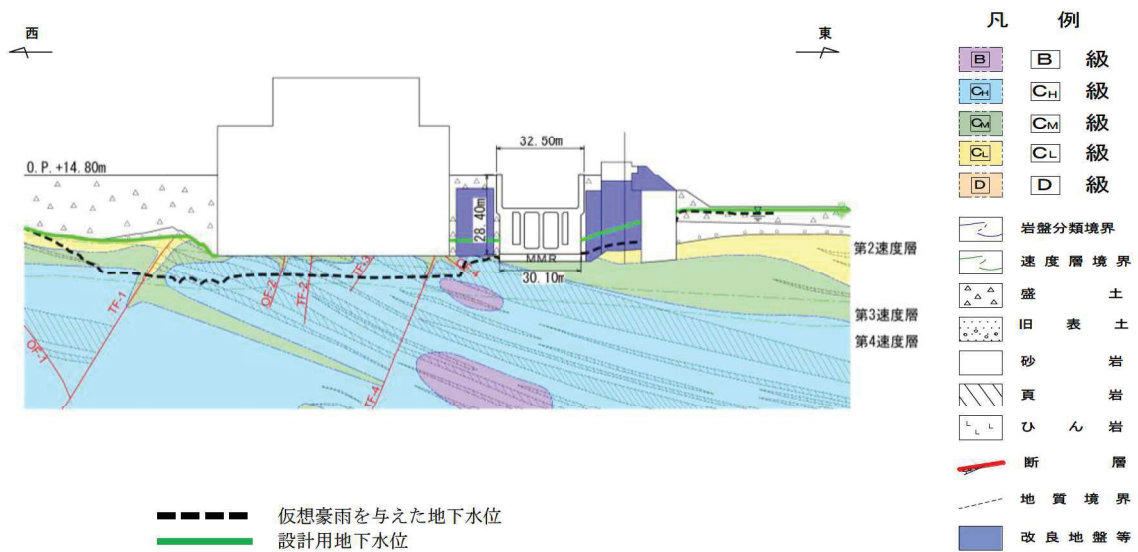 西
東
O.P.+14.80m
32.50m
28.40m
MMR
30.10m
TF-1
OF-1
OF-2
TF-2
TF-3
TF-4
第2速度層
第3速度層
第4速度層
仮想豪雨を与えた地下水位
設計用地下水位
凡 例
B B 級
CH CH 級
CM CM 級
CL CL 級
D D 級
岩盤分類境界
速度層境界
盛 土
旧 表 土
砂 岩
頁 岩
ひ ん 岩
断 層
地 質 境 界
改 良 地 盤 等